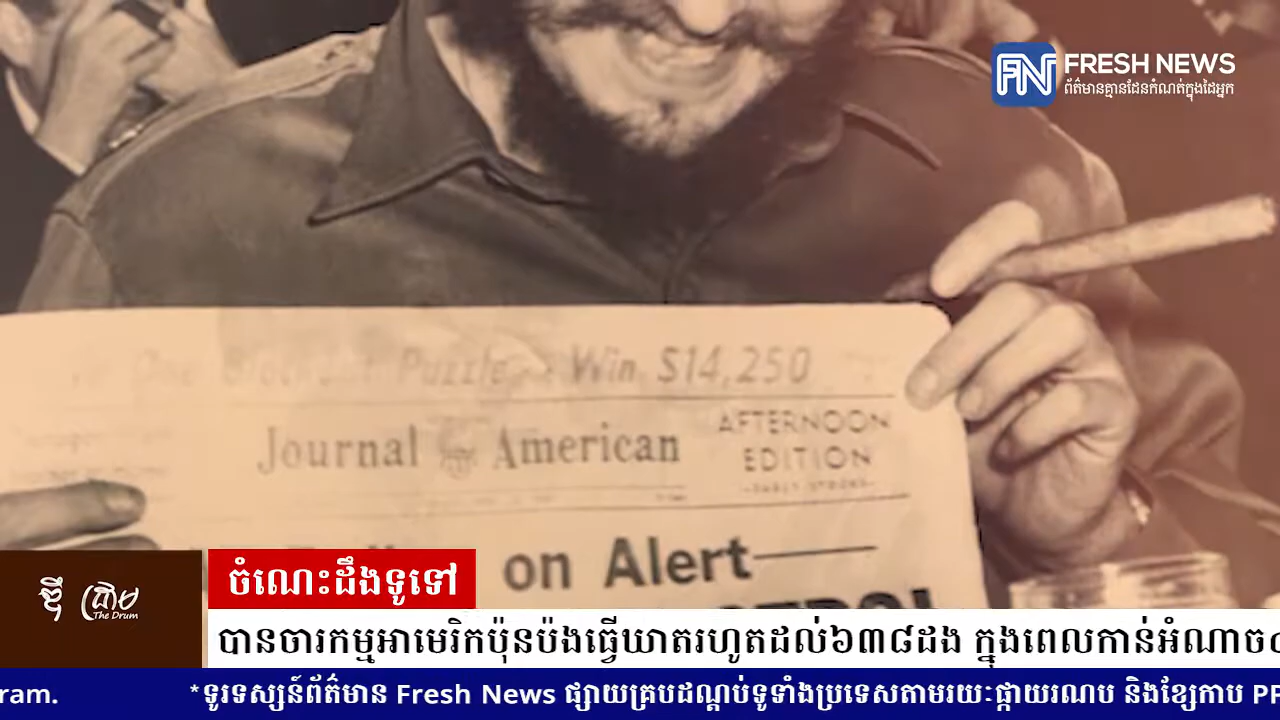 FRESH NEWS
ព័ត៌មានគ្មានដែនកំណត់ក្នុងដៃអ្នក
Puzzle - Win $14,250
Journal American
AFTERNOON
EDITION
on Alert
ឌឹ ដ្រាម
The Drum
ចំណេះដឹងទូទៅ
បានចារកម្មអាមេរិកប៉ុនប៉ងធ្វើឃាតរហូតដល់៦៣៨ដង ក្នុងពេលកាន់អំណាច
ram. *ទូរទស្សន៍ព័ត៌មាន Fresh News ផ្សាយគ្របដណ្តប់ទូទាំងប្រទេសតាមរយៈផ្កាយរណប និងខ្សែកាប